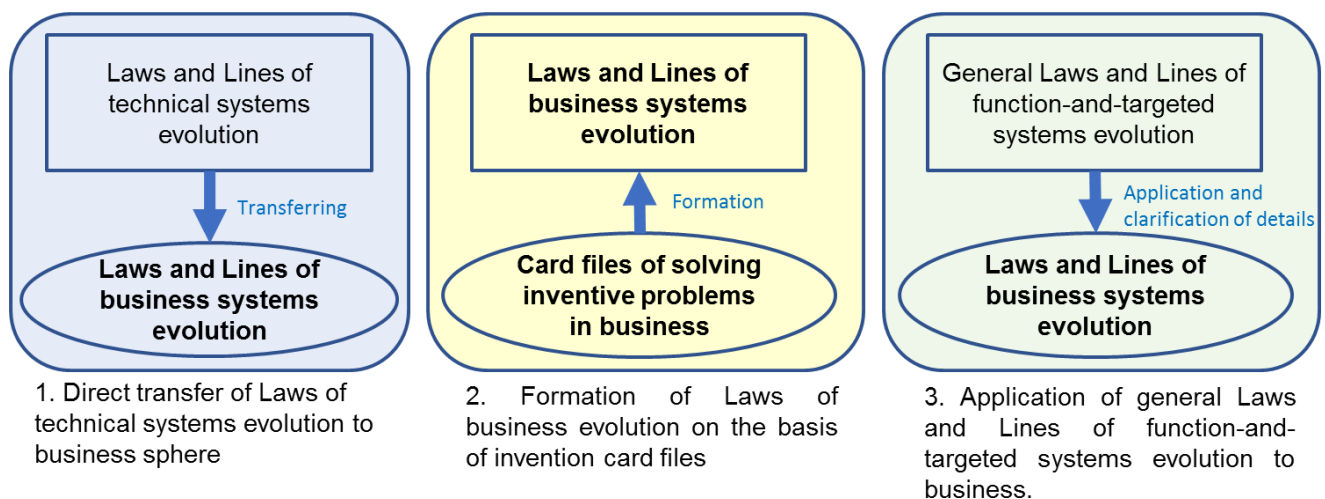 Laws and Lines of
technical systems
evolution
Transferring
Laws and Lines of
business systems
evolution
1. Direct transfer of Laws of
technical systems evolution to
business sphere
Laws and Lines of
business systems
evolution
Formation
Card files of solving
inventive problems
in business
2. Formation of Laws of
business evolution on the basis
of invention card files
General Laws and Lines of
function-and-targeted
systems evolution
Application and
clarification of details
Laws and Lines of
business systems
evolution
3. Application of general Laws
and Lines of function-and-
targeted systems evolution to
business.